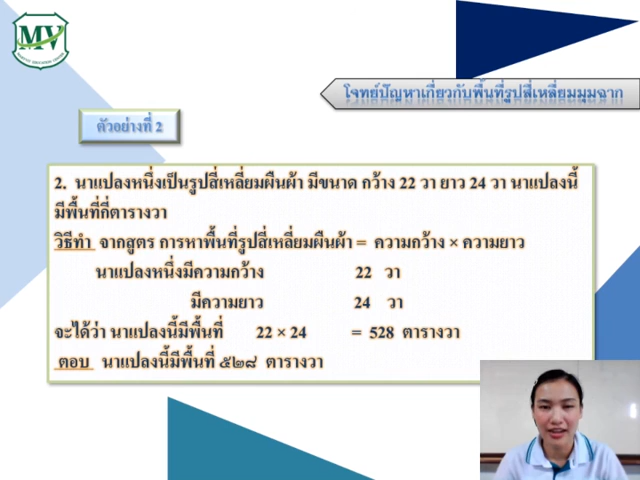 MV
โจทย์ปัญหาเกี่ยวกับพื้นที่รูปสี่เหลี่ยมมุมฉาก
ตัวอย่างที่ 2
2. นาแปลงหนึ่งเป็นรูปสี่เหลี่ยมผืนผ้า มีขนาด กว้าง 22 วา ยาว 24 วา นาแปลงนี้
มีพื้นที่กี่ตารางวา
วิธีทำ จากสูตร การหาพื้นที่รูปสี่เหลี่ยมผืนผ้า = ความกว้าง × ความยาว
นาแปลงหนึ่งมีความกว้าง 22 วา
มีความยาว 24 วา
จะได้ว่า นาแปลงนี้มีพื้นที่ 22 × 24 = 528 ตารางวา
ตอบ นาแปลงนี้มีพื้นที่ ๕๒๘ ตารางวา